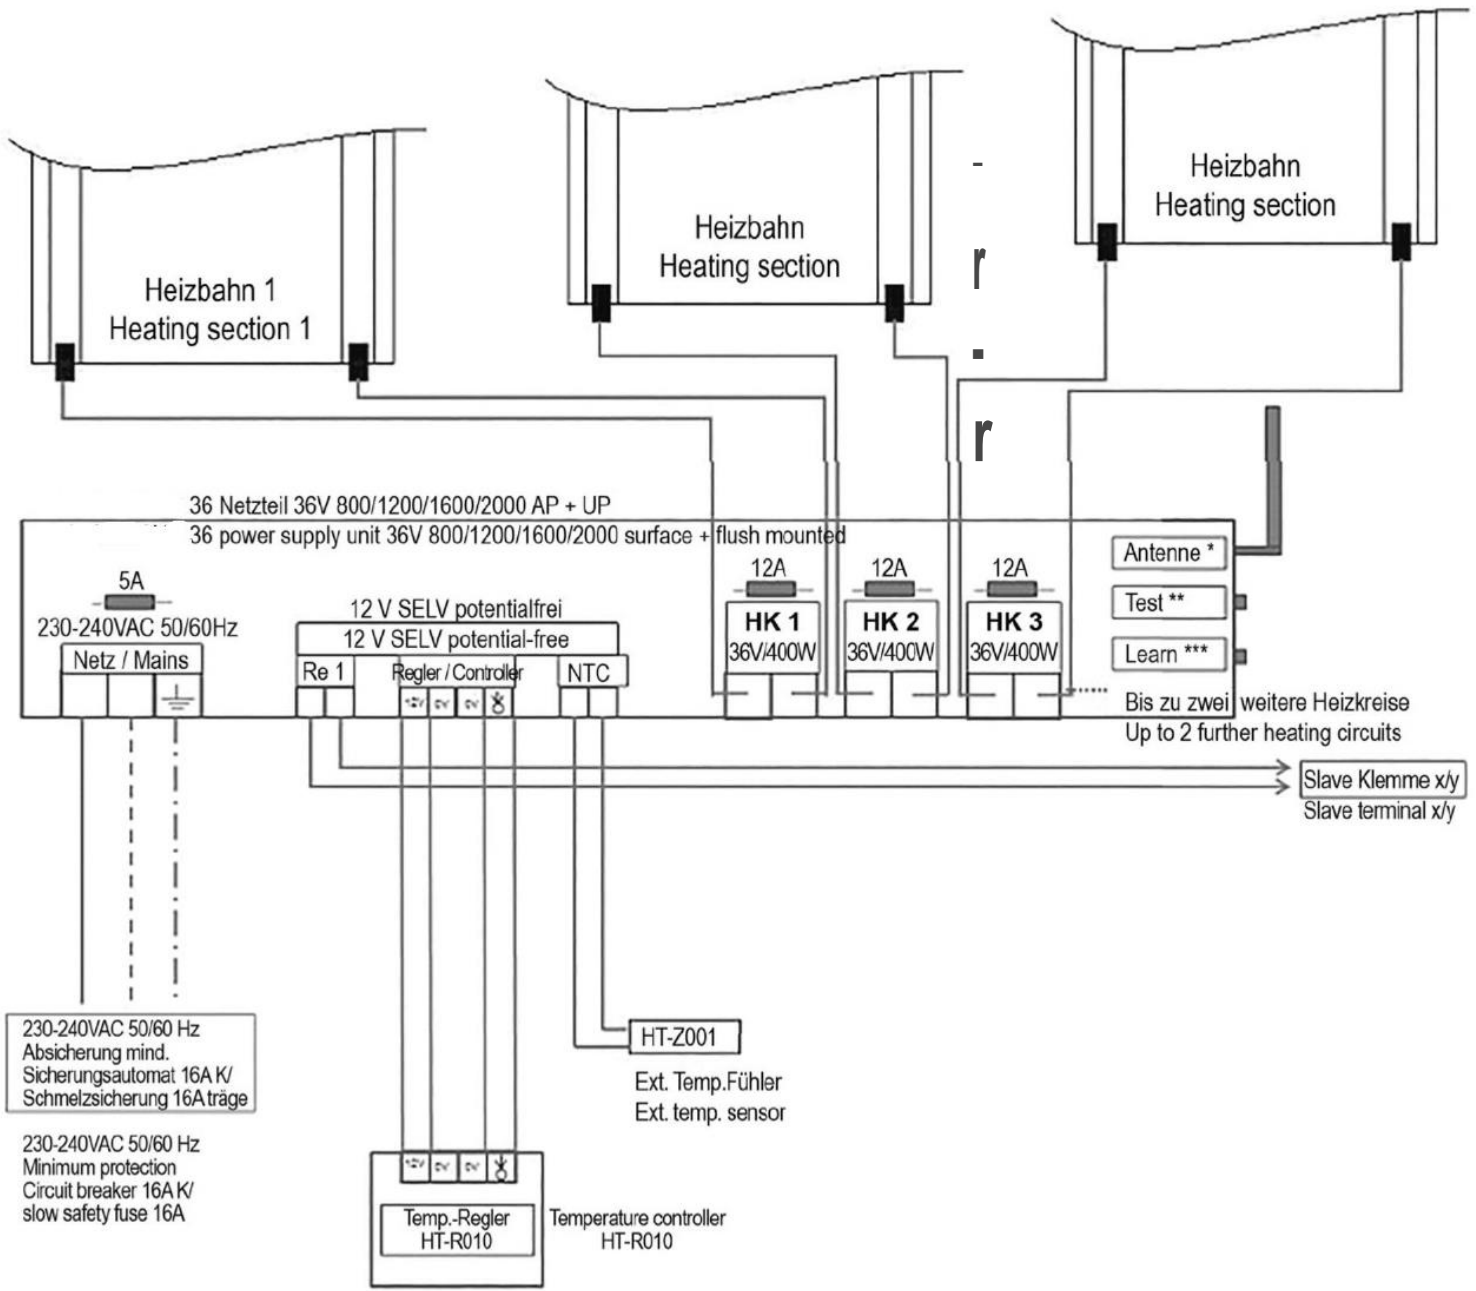 Heizbahn
Heating section
Heizbahn
Heating section
Heizbahn 1
Heating section 1
-
r
.
r
36 Netzteil 36V 800/1200/1600/2000 AP + UP
36 power supply unit 36V 800/1200/1600/2000 surface + flush mounted
5A
230-240VAC 50/60Hz
Netz / Mains
12 V SELV potentialfrei
12 V SELV potential-free
Re 1
Regler / Controller
NTC
12A
HK 1
36V/400W
12A
HK 2
36V/400W
12A
HK 3
36V/400W
Antenne *
Test **
Learn ***
Bis zu zwei weitere Heizkreise
Up to 2 further heating circuits
Slave Klemme x/y
Slave terminal x/y
230-240VAC 50/60 Hz
Absicherung mind.
Sicherungsautomat 16A K/
Schmelzsicherung 16A träge
230-240VAC 50/60 Hz
Minimum protection
Circuit breaker 16A K/
slow safety fuse 16A
HT-Z001
Ext. Temp.Fühler
Ext. temp. sensor
Temp.-Regler
HT-R010
Temperature controller
HT-R010